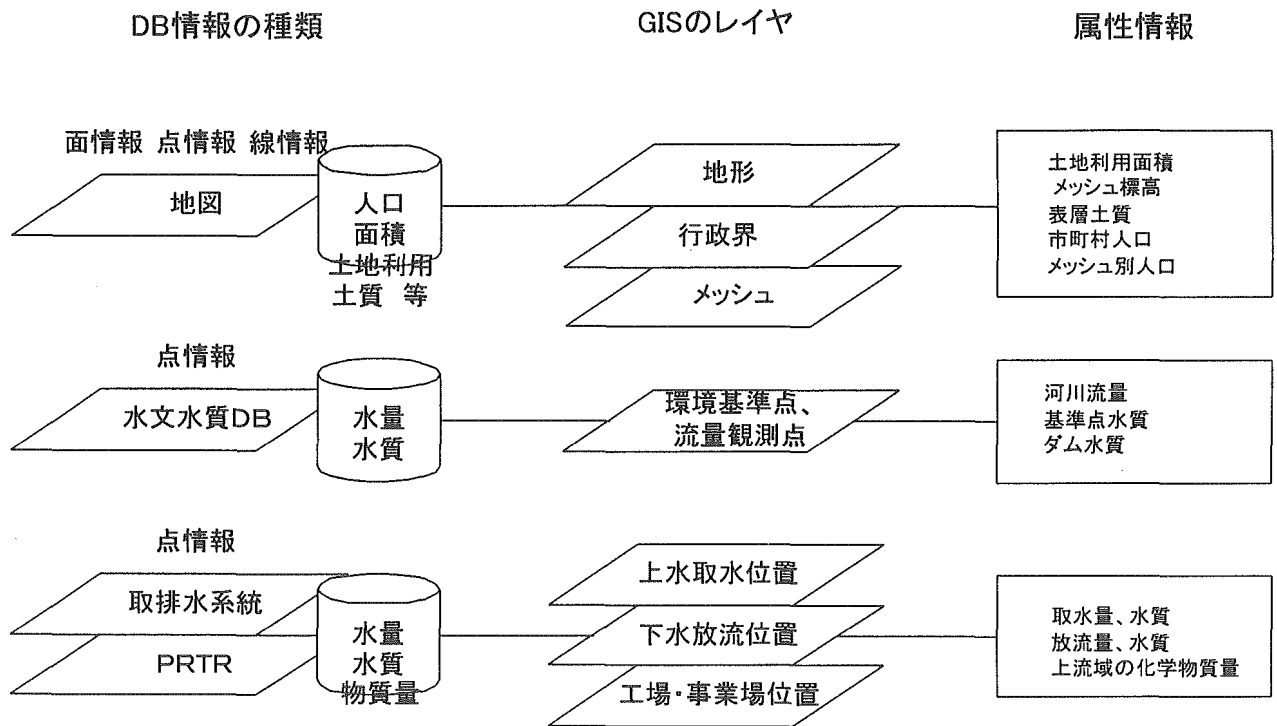 DB情報の種類
GISのレイヤ
属性情報
面情報 点情報 線情報
地図
人口
面積
土地利用
土質 等
地形
行政界
メッシュ
土地利用面積
メッシュ標高
表層土質
市町村人口
メッシュ別人口
点情報
水文水質DB
水量
水質
環境基準点、
流量観測点
河川流量
基準点水質
ダム水質
点情報
取排水系統
PRTR
水量
水質
物質量
上水取水位置
下水放流位置
工場・事業場位置
取水量、水質
放流量、水質
上流域の化学物質量